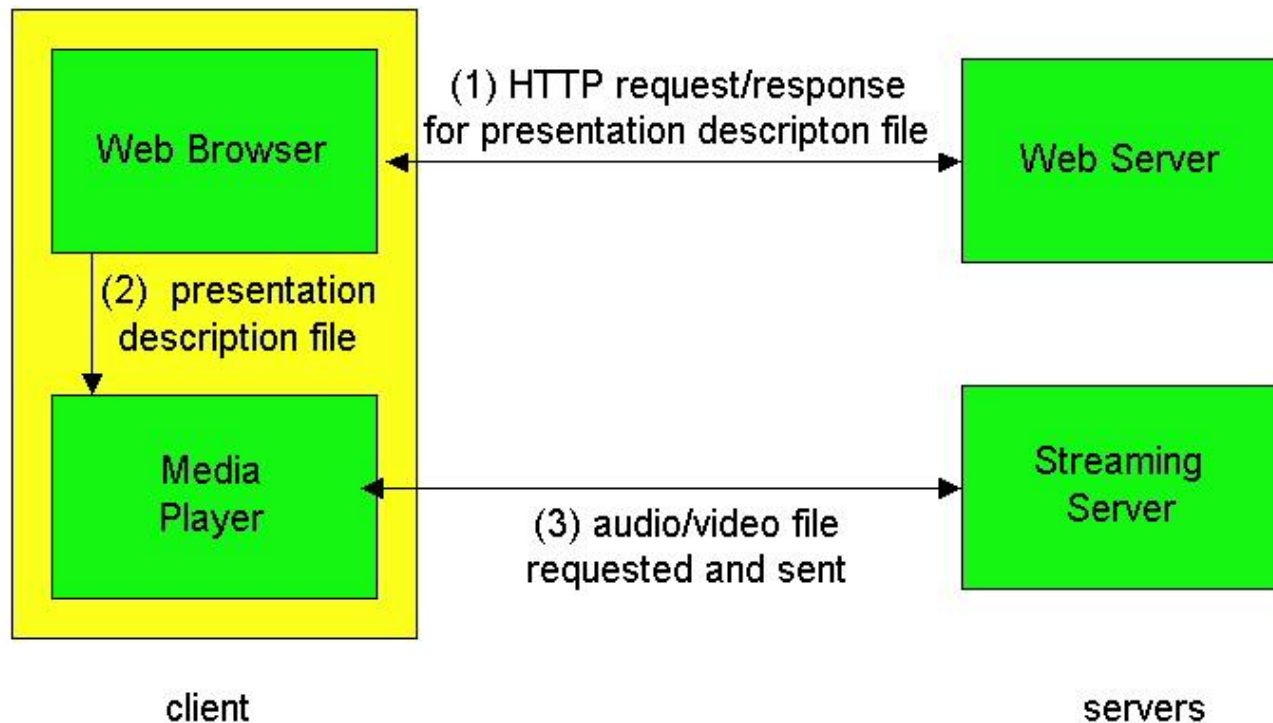 Web Browser
(1) HTTP request/response
for presentation descripton file
Web Server
(2) presentation
description file
Media
Player
(3) audio/video file
requested and sent
Streaming
Server
client
servers